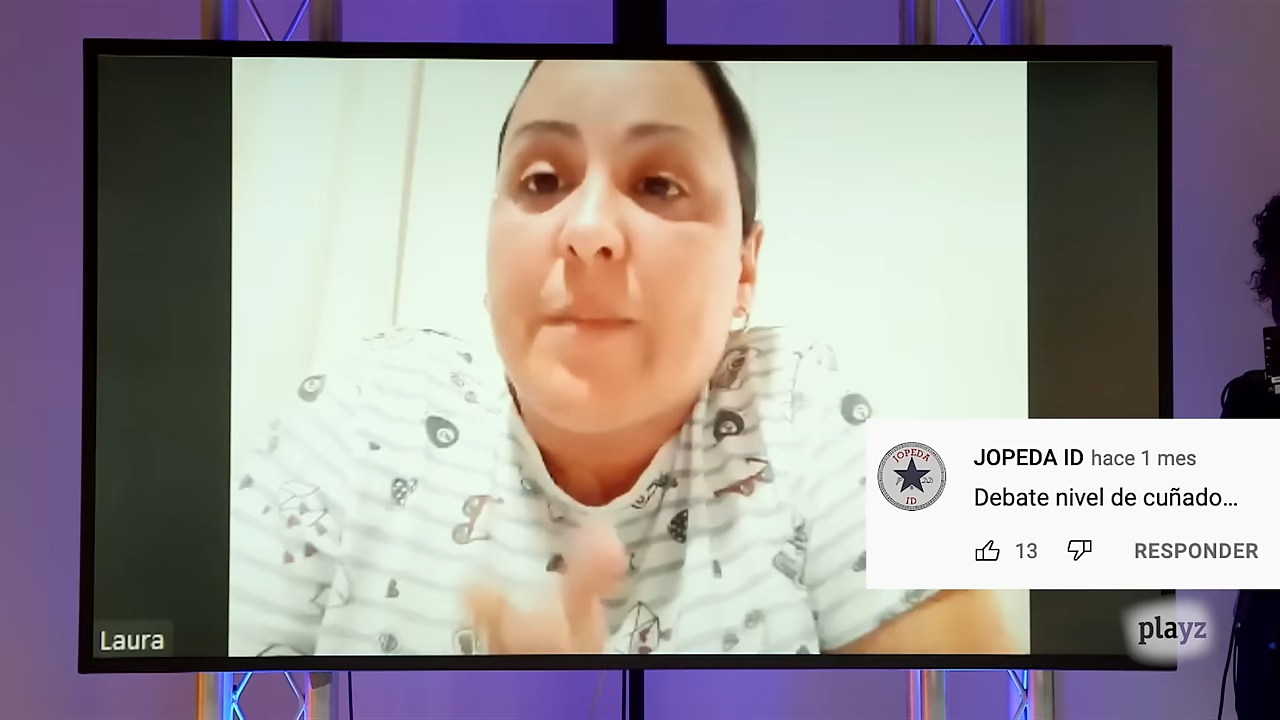 JOPEDA ID hace 1 mes
JOPEDA
ID
Debate nivel de cuñado...
13
RESPONDER
playz
Laura